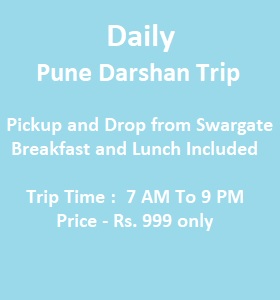 Daily
Pune Darshan Trip
Pickup and Drop from Swargate
Breakfast and Lunch Included
Trip Time : 7 AM To 9 PM
Price - Rs. 999 only